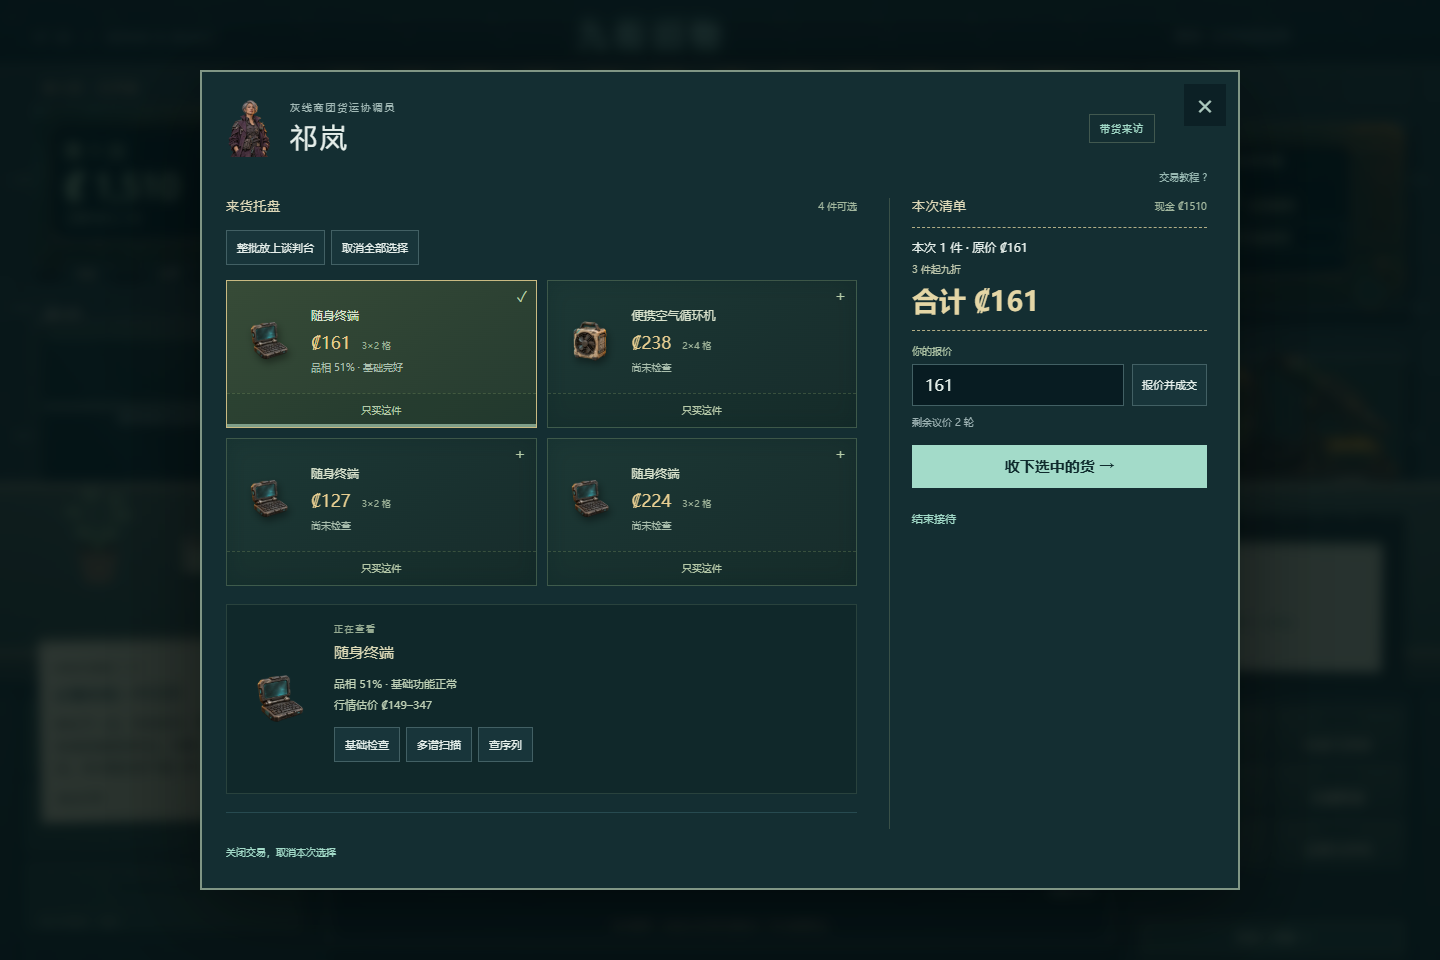 灰线商团货运协调员
祁岚
带货来访
×
交易教程 ?
来货托盘
4 件可选
整批放上谈判台
取消全部选择
随身终端
₡161 3×2 格
品相 51% · 基础完好
只买这件
便携空气循环机
₡238 2×4 格
尚未检查
只买这件
随身终端
₡127 3×2 格
尚未检查
只买这件
随身终端
₡224 3×2 格
尚未检查
只买这件
正在查看
随身终端
品相 51% · 基础功能正常
行情估价 ₡149–347
基础检查
多谱扫描
查序列
关闭交易，取消本次选择
本次清单
现金 ₡1510
本次 1 件 · 原价 ₡161
3 件起九折
合计 ₡161
你的报价
161
报价并成交
剩余议价 2 轮
收下选中的货 →
结束接待